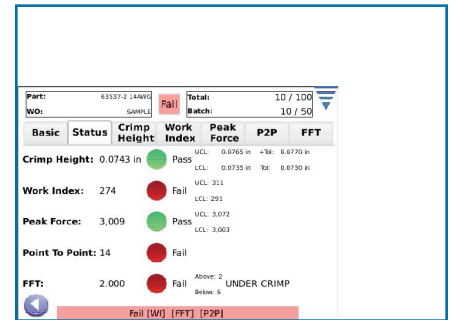 Part: 63537-2 14AWG Fail Total: 10 / 100
WO: SAMPLE Batch: 10 / 50
Basic Status Crimp Height Work Index Peak Force P2P FFT
Crimp Height: 0.0743 in Pass UCL: 0.0765 in +Tol: 0.0770 in
LCL: 0.0735 in -Tol: 0.0730 in
Work Index: 274 Fail UCL: 311
LCL: 291
Peak Force: 3,009 Pass UCL: 3,072
LCL: 3,003
Point To Point: 14 Fail
FFT: 2.000 Fail Above: 2 UNDER CRIMP
Below: 6
Fail [WI] [FFT] [P2P]